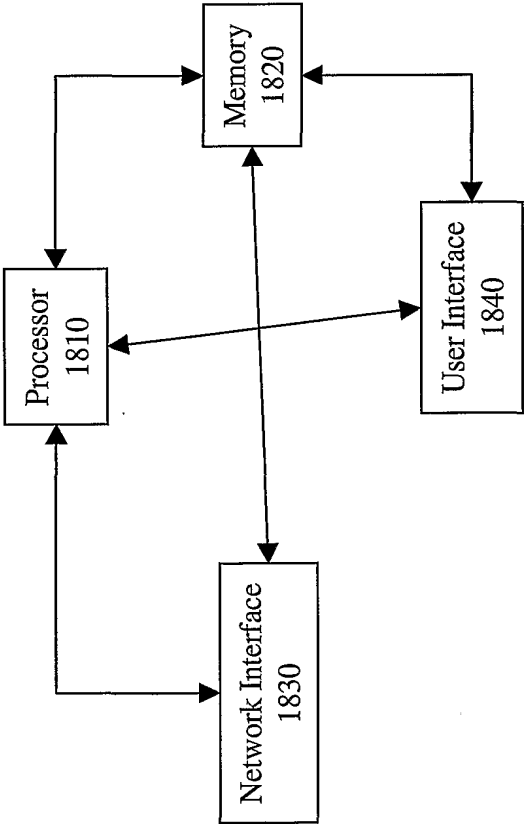 Processor
1810
Memory
1820
Network Interface
1830
User Interface
1840